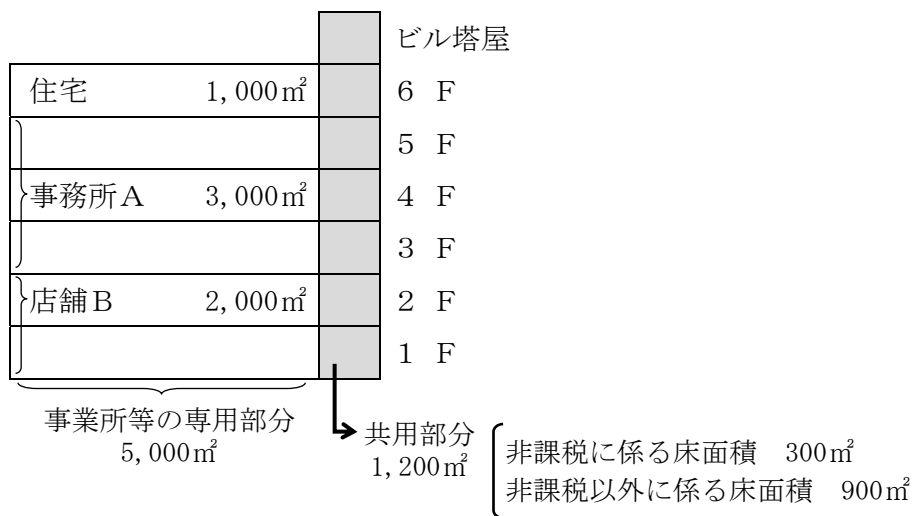 ビル塔屋
住宅 1,000㎡ 6 F
5 F
事務所A 3,000㎡ 4 F
3 F
店舗B 2,000㎡ 2 F
1 F
事業所等の専用部分
5,000㎡
共用部分
1,200㎡
非課税に係る床面積 300㎡
非課税以外に係る床面積 900㎡